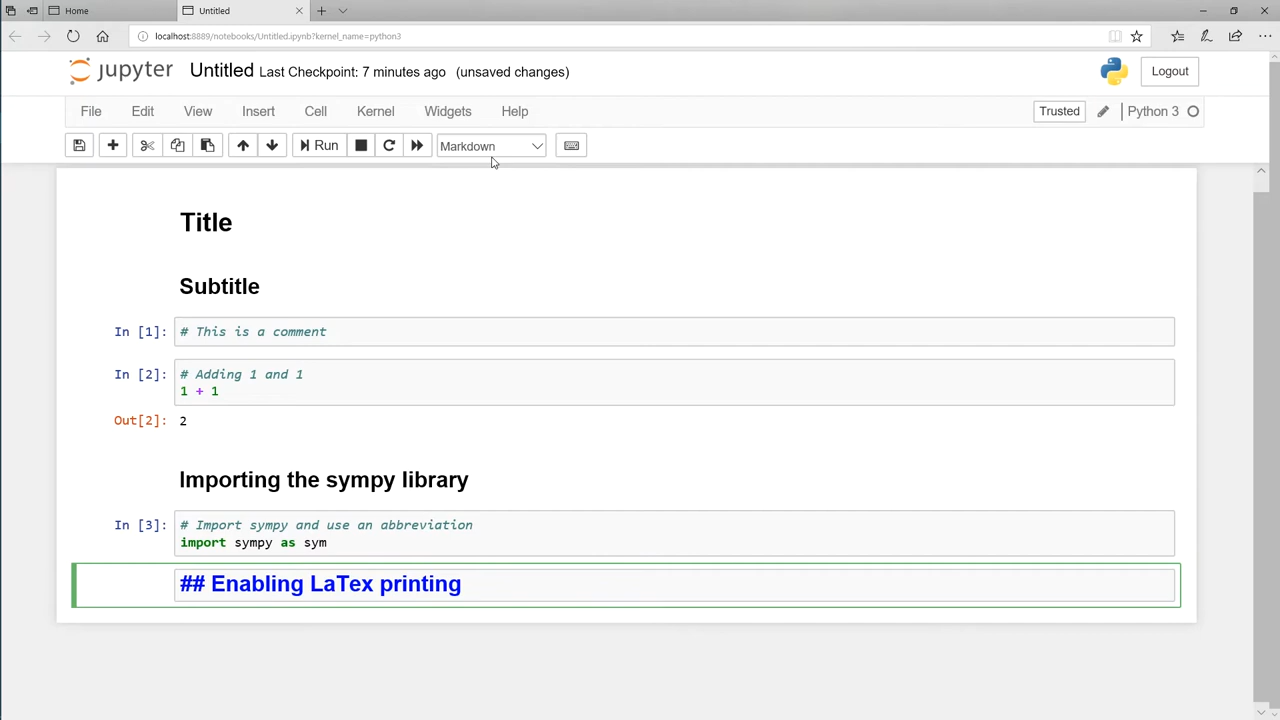 Home
Untitled
localhost:8889/notebooks/Untitled.ipynb?kernel_name=python3
jupyter Untitled Last Checkpoint: 7 minutes ago (unsaved changes)
Logout
File Edit View Insert Cell Kernel Widgets Help
Trusted
Python 3
Run
Markdown
Title
Subtitle
In [1]: # This is a comment
In [2]: # Adding 1 and 1
1 + 1
Out[2]: 2
Importing the sympy library
In [3]: # Import sympy and use an abbreviation
import sympy as sym
## Enabling LaTex printing